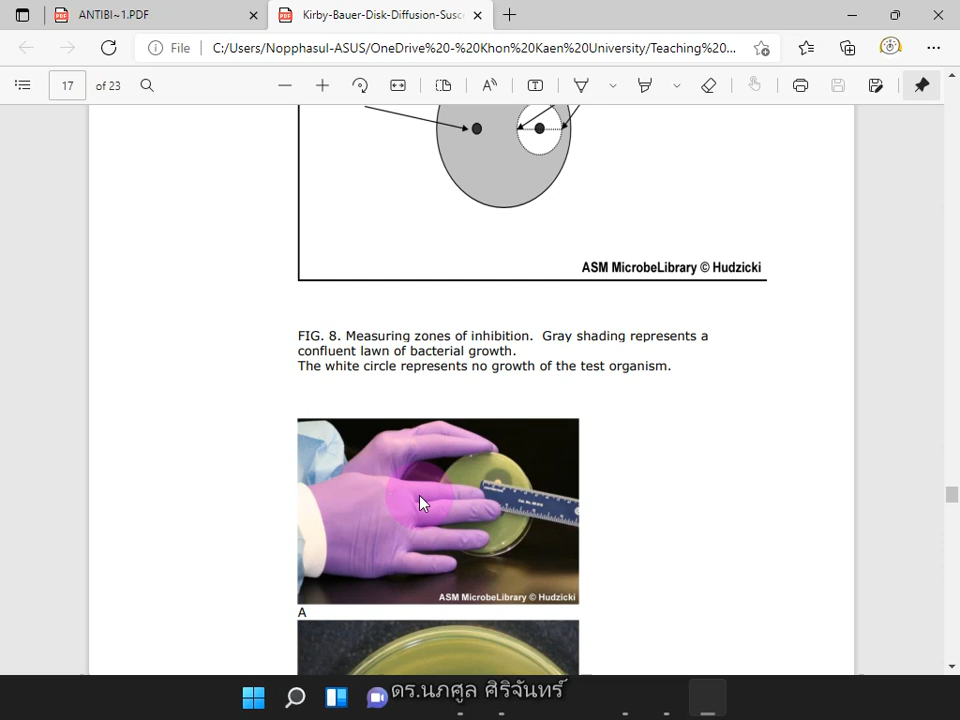 ANTIBI~1.PDF
Kirby-Bauer-Disk-Diffusion-Susc
File
C:/Users/Nopphasul-ASUS/OneDrive%20-%20Khon%20Kaen%20University/Teaching%20...
17 of 23
ASM MicrobeLibrary © Hudzicki
FIG. 8. Measuring zones of inhibition. Gray shading represents a
confluent lawn of bacterial growth.
The white circle represents no growth of the test organism.
ASM MicrobeLibrary © Hudzicki
A
ดร.นภศูล ศิริจันทร์